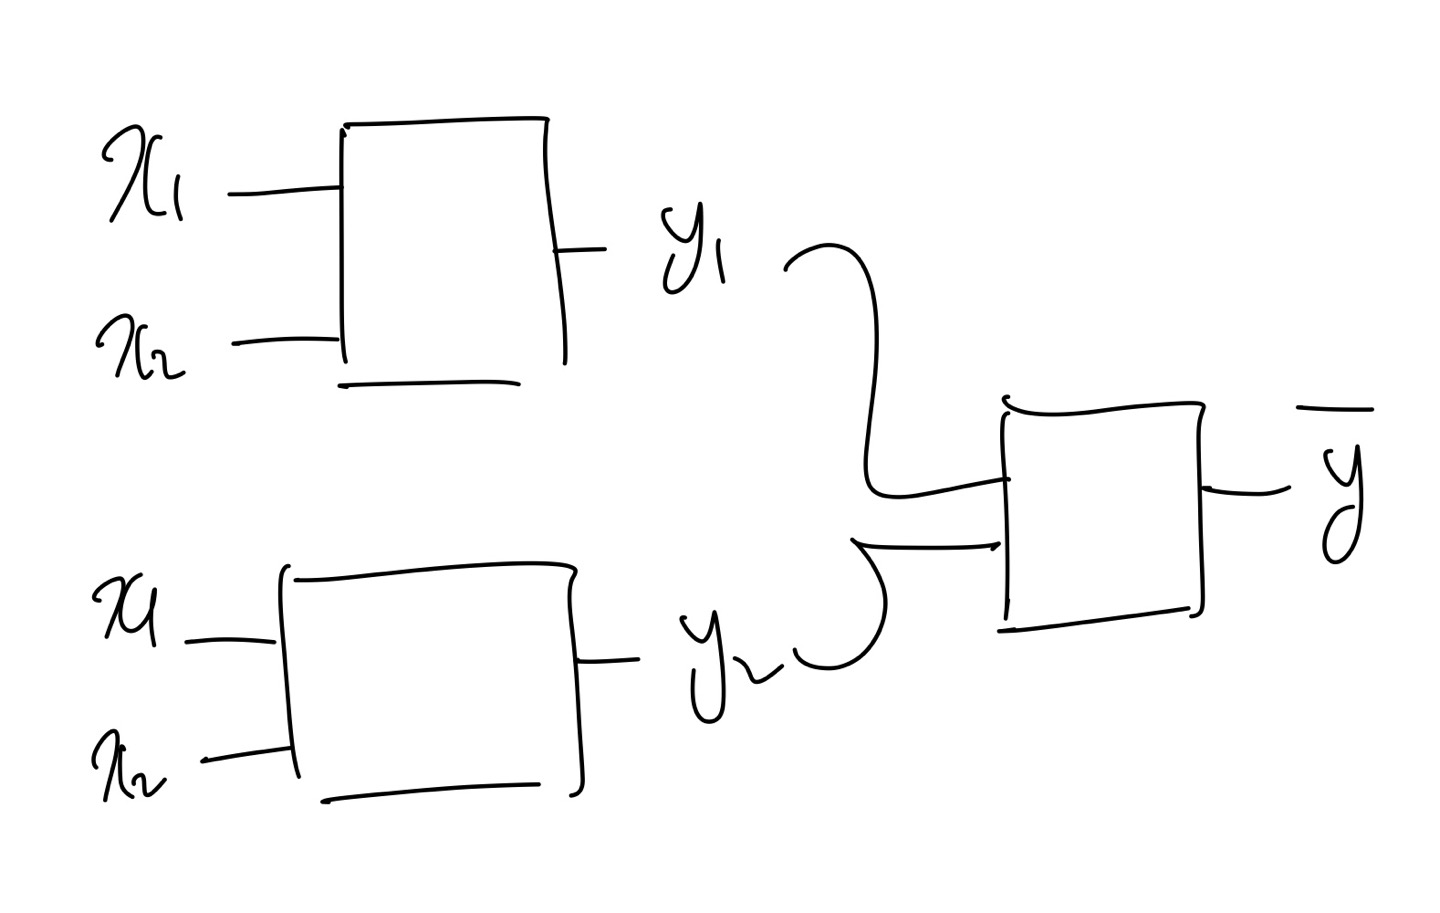 x₁
y₁
x₂
ȳ
x₁
y₂
x₂